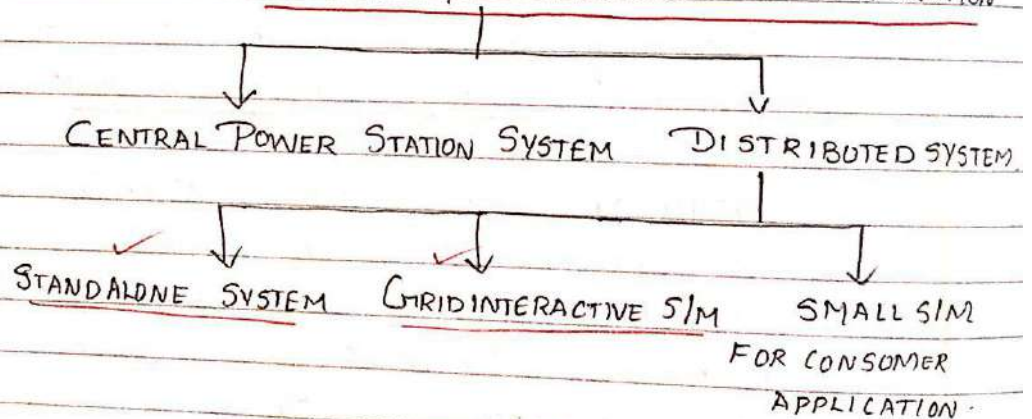 CENTRAL POWER STATION SYSTEM DISTRIBUTED SYSTEM.
STANDALONE SYSTEM GRIDINTERACTIVE S/M SMALL S/M
FOR CONSUMER
APPLICATION.